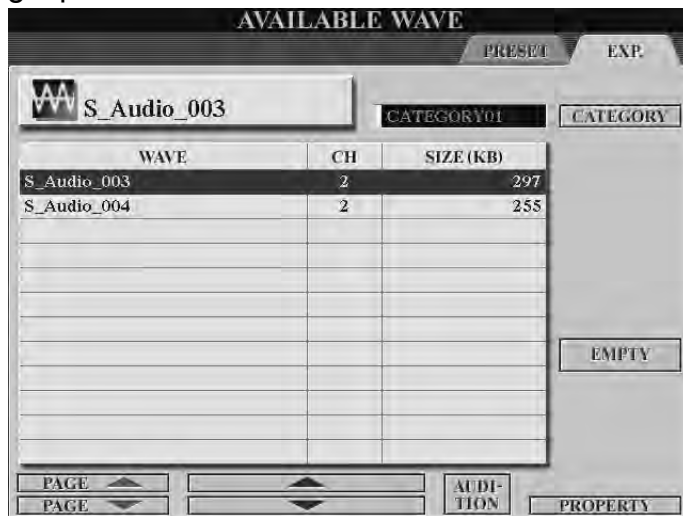 AVAILABLE WAVE
PRESET EXP.
S_Audio_003
CATEGORY01 CATEGORY
WAVE CH SIZE (KB)
S_Audio_003 2 297
S_Audio_004 2 255
EMPTY
PAGE
PAGE
AUDI-
TION
PROPERTY